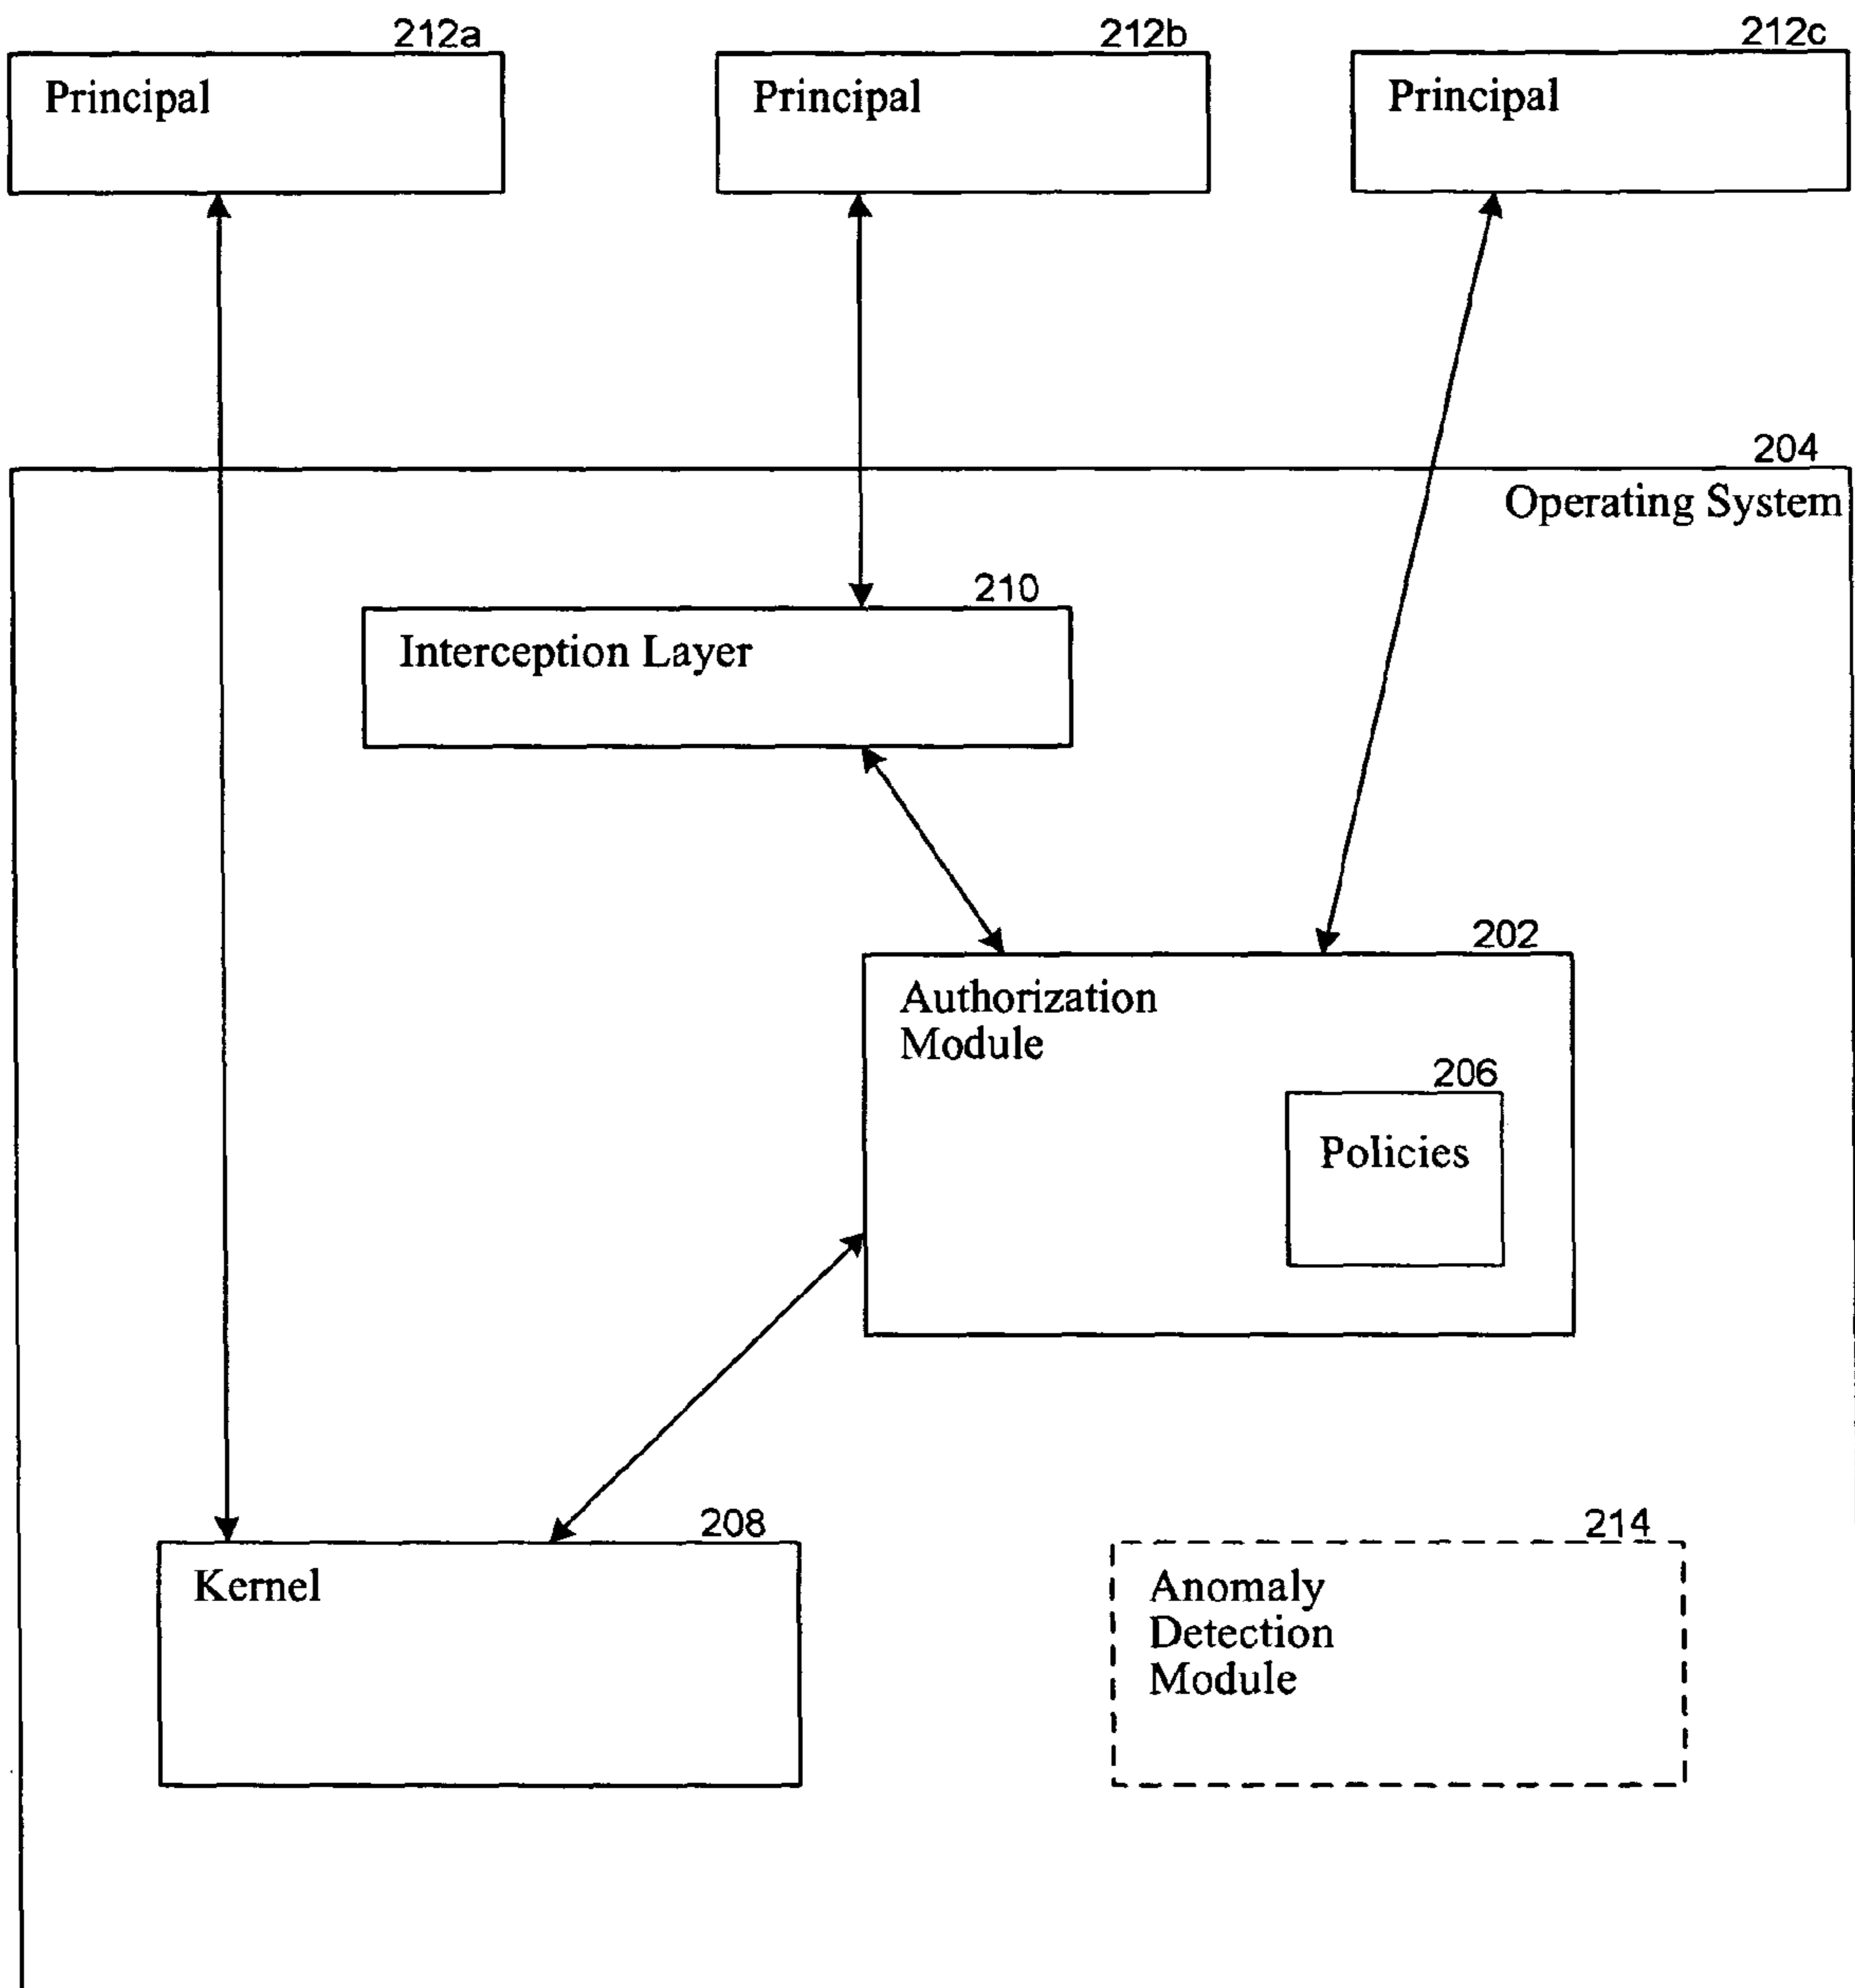 212a
212b
212c
Principal
Principal
Principal
204
Operating System
210
Interception Layer
202
Authorization
Module
206
Policies
208
214
Kernel
Anomaly
Detection
Module